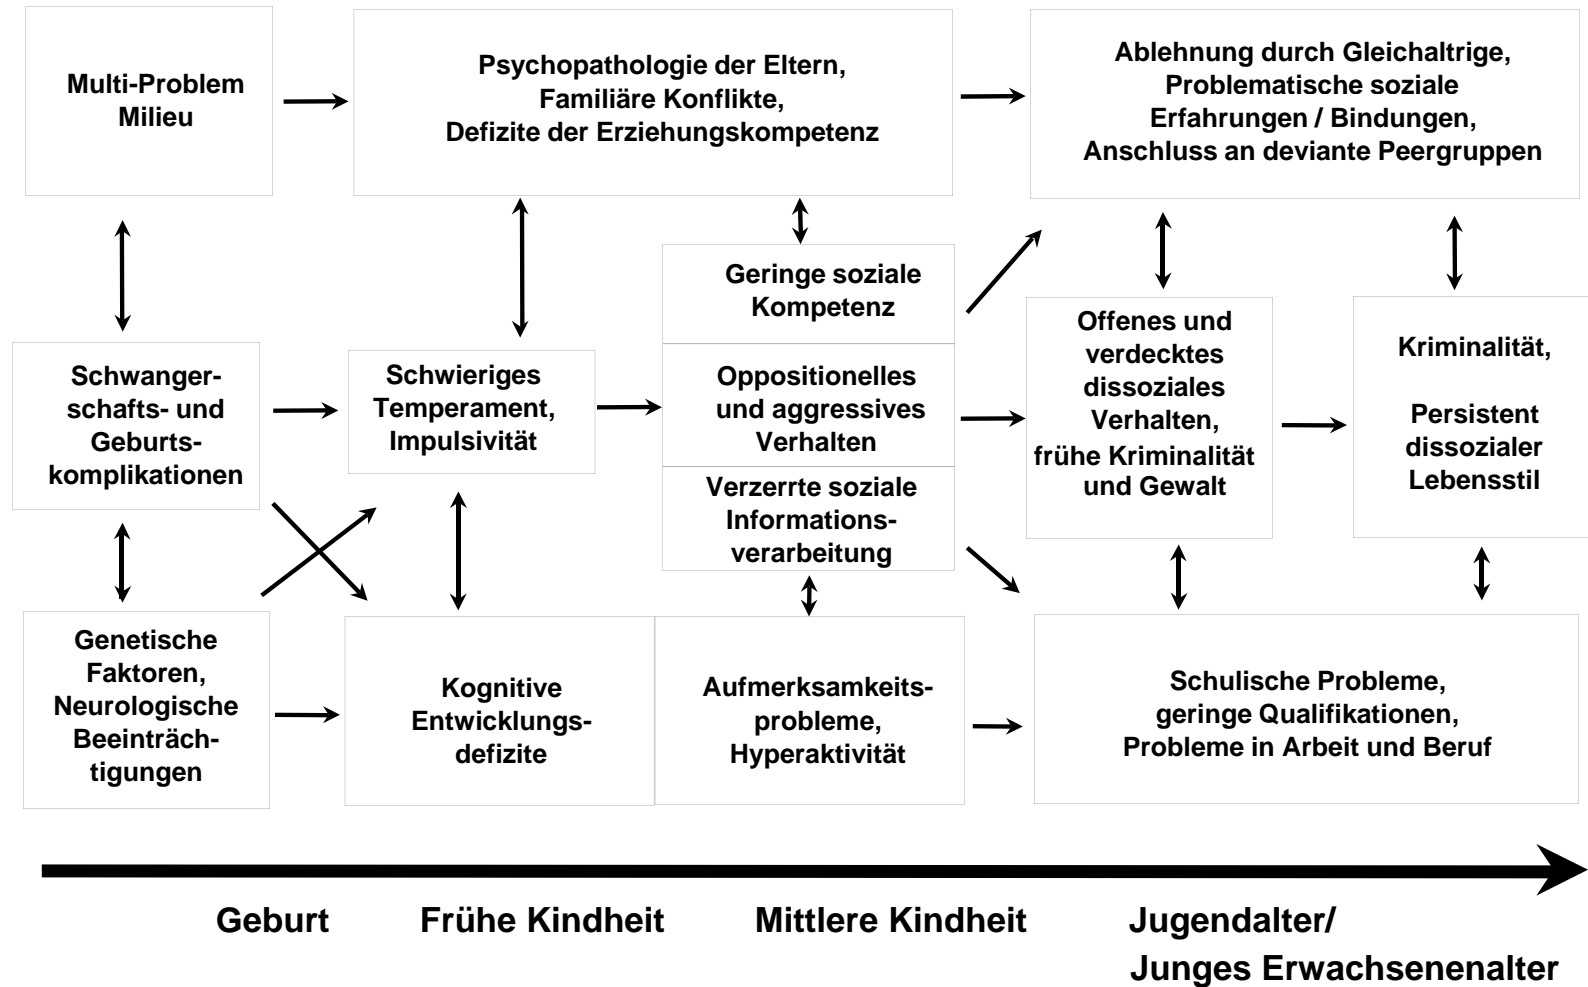 Multi-Problem
Milieu
Psychopathologie der Eltern,
Familiäre Konflikte,
Defizite der Erziehungskompetenz
Ablehnung durch Gleichaltrige,
Problematische soziale
Erfahrungen / Bindungen,
Anschluss an deviante Peergruppen
Schwanger-
schafts- und
Geburts-
komplikationen
Schwieriges
Temperament,
Impulsivität
Geringe soziale
Kompetenz
Oppositionelles
und aggressives
Verhalten
Verzerrte soziale
Informations-
verarbeitung
Offenes und
verdecktes
dissoziales
Verhalten,
frühe Kriminalität
und Gewalt
Kriminalität,
Persistent
dissozialer
Lebensstil
Genetische
Faktoren,
Neurologische
Beeinträch-
tigungen
Kognitive
Entwicklungs-
defizite
Aufmerksamkeits-
probleme,
Hyperaktivität
Schulische Probleme,
geringe Qualifikationen,
Probleme in Arbeit und Beruf
Geburt
Frühe Kindheit
Mittlere Kindheit
Jugendalter/
Junges Erwachsenenalter